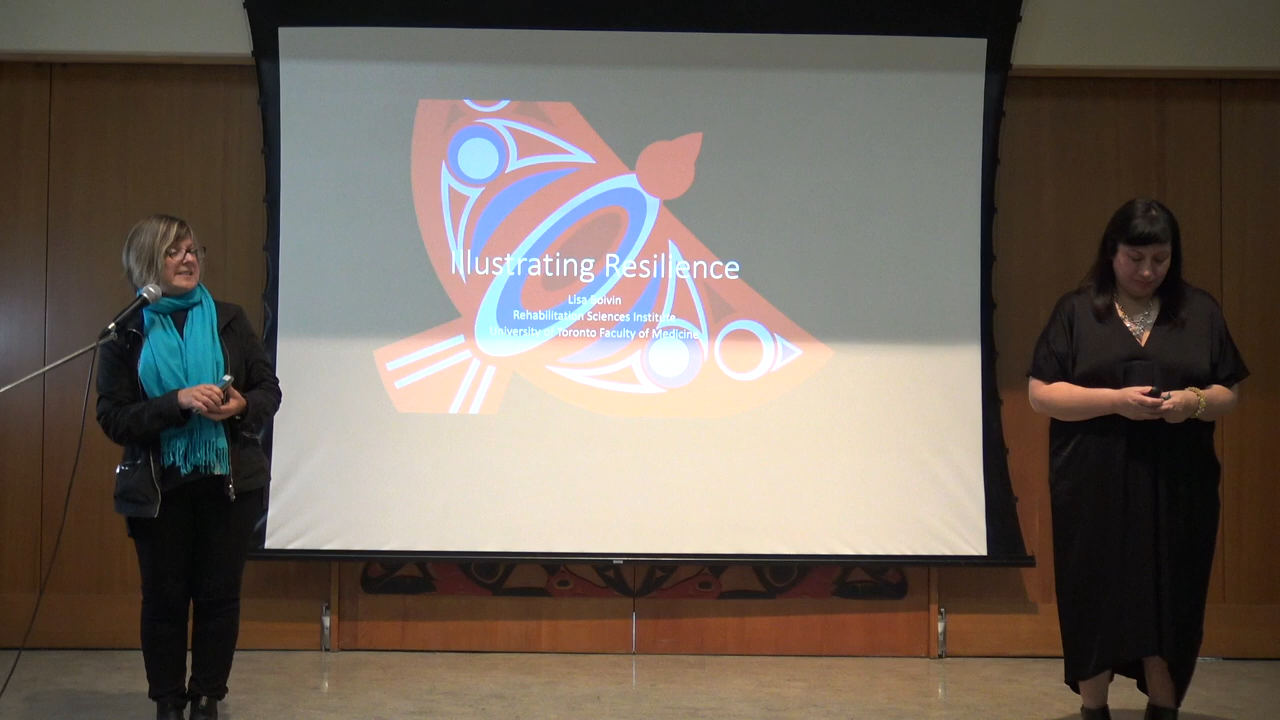 Illustrating Resilience
Lisa Boivin
Rehabilitation Sciences Institute
University of Toronto Faculty of Medicine